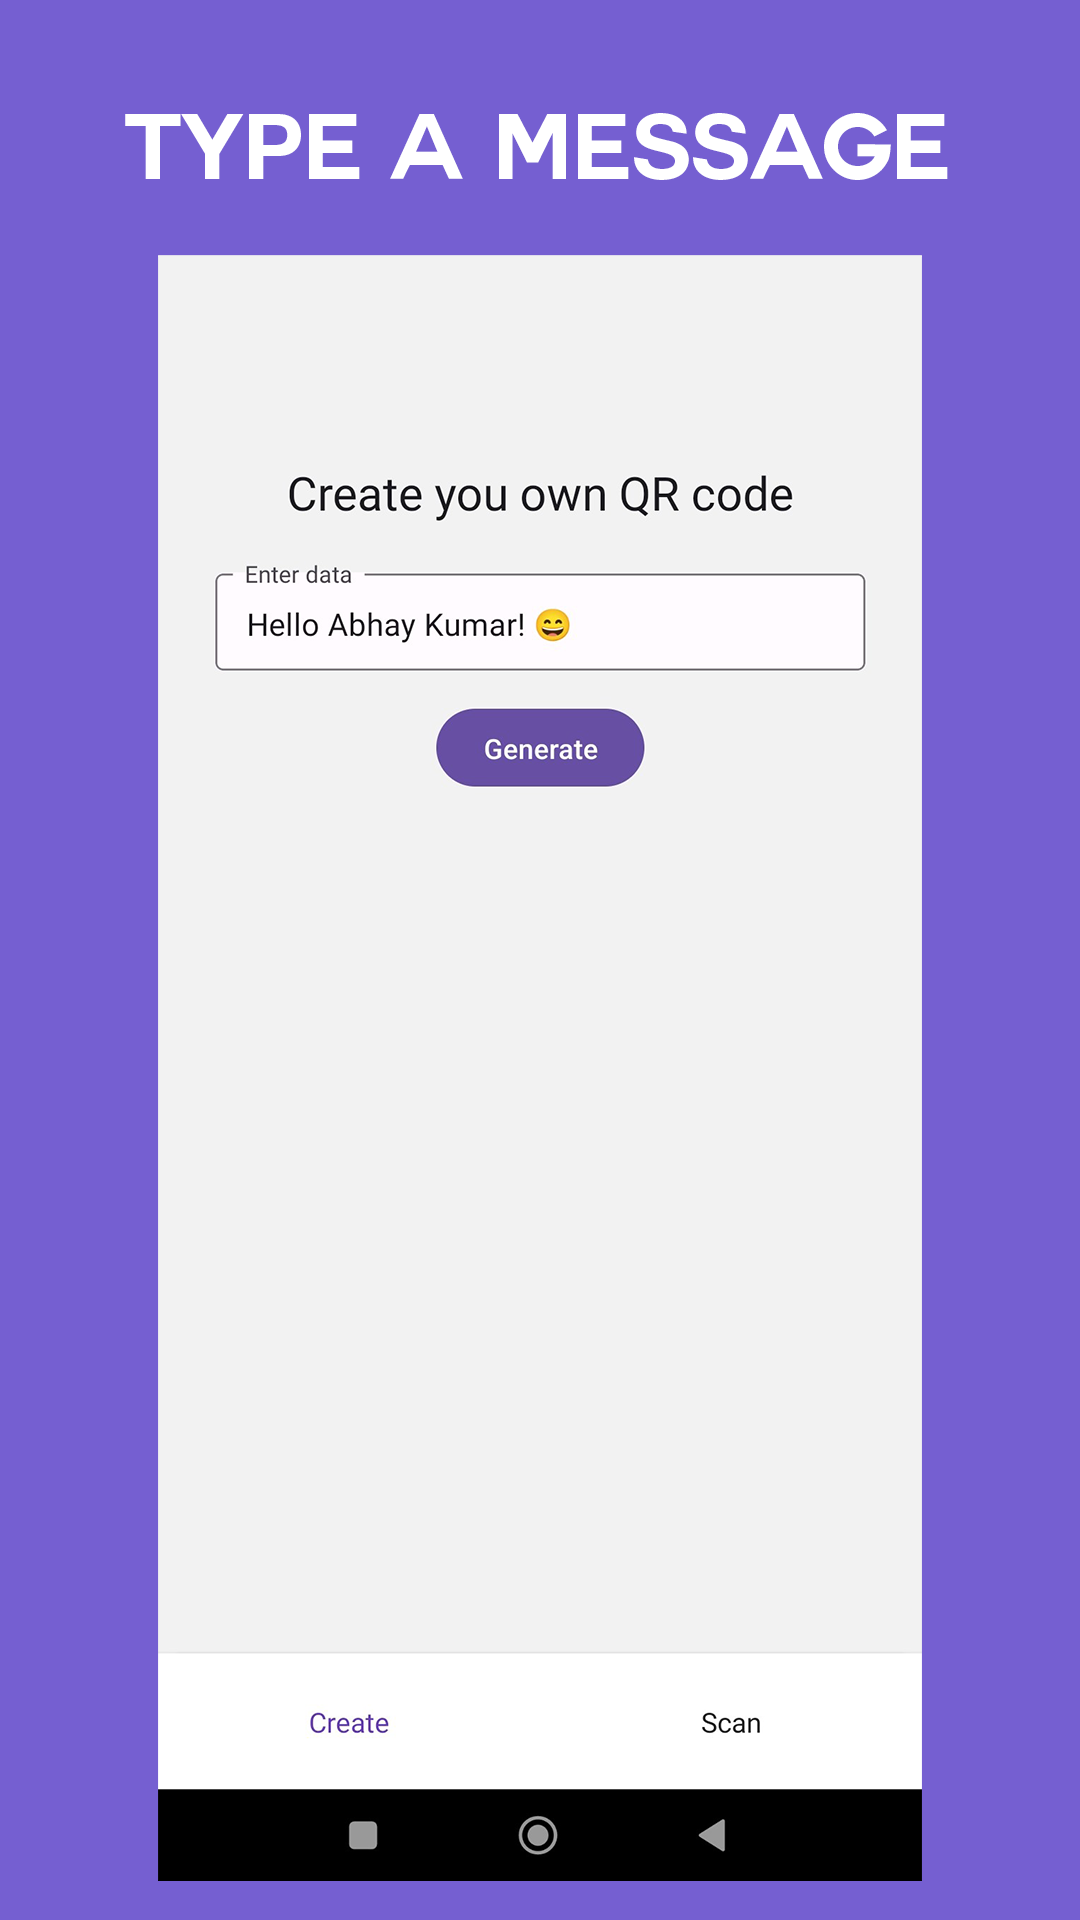 TYPE A MESSAGE
Create you own QR code
Enter data
Hello Abhay Kumar! 😄
Generate
Create
Scan